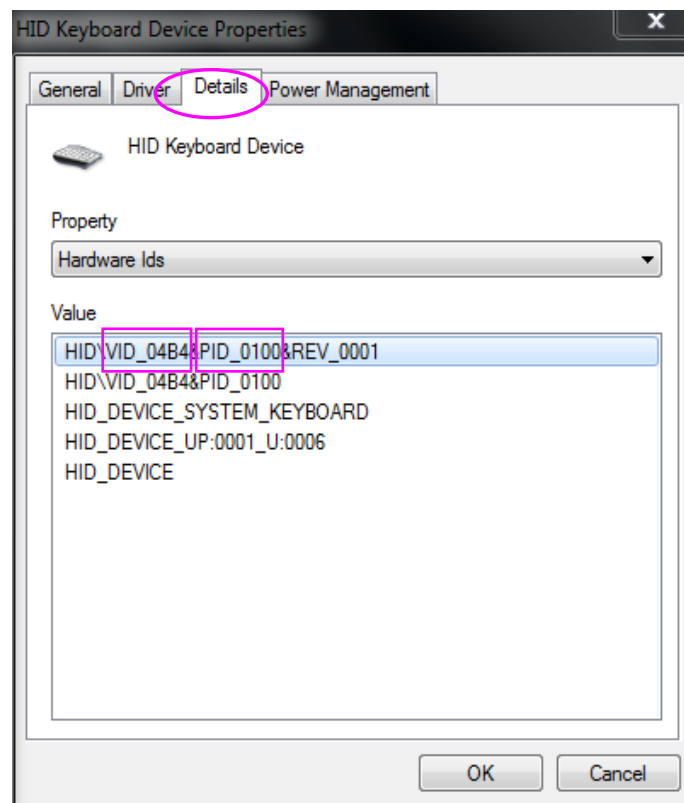 HID Keyboard Device Properties
X
General Driver Details Power Management
HID Keyboard Device
Property
Hardware Ids
Value
HID\VID_04B4&PID_0100&REV_0001
HID\VID_04B4&PID_0100
HID_DEVICE_SYSTEM_KEYBOARD
HID_DEVICE_UP:0001_U:0006
HID_DEVICE
OK Cancel